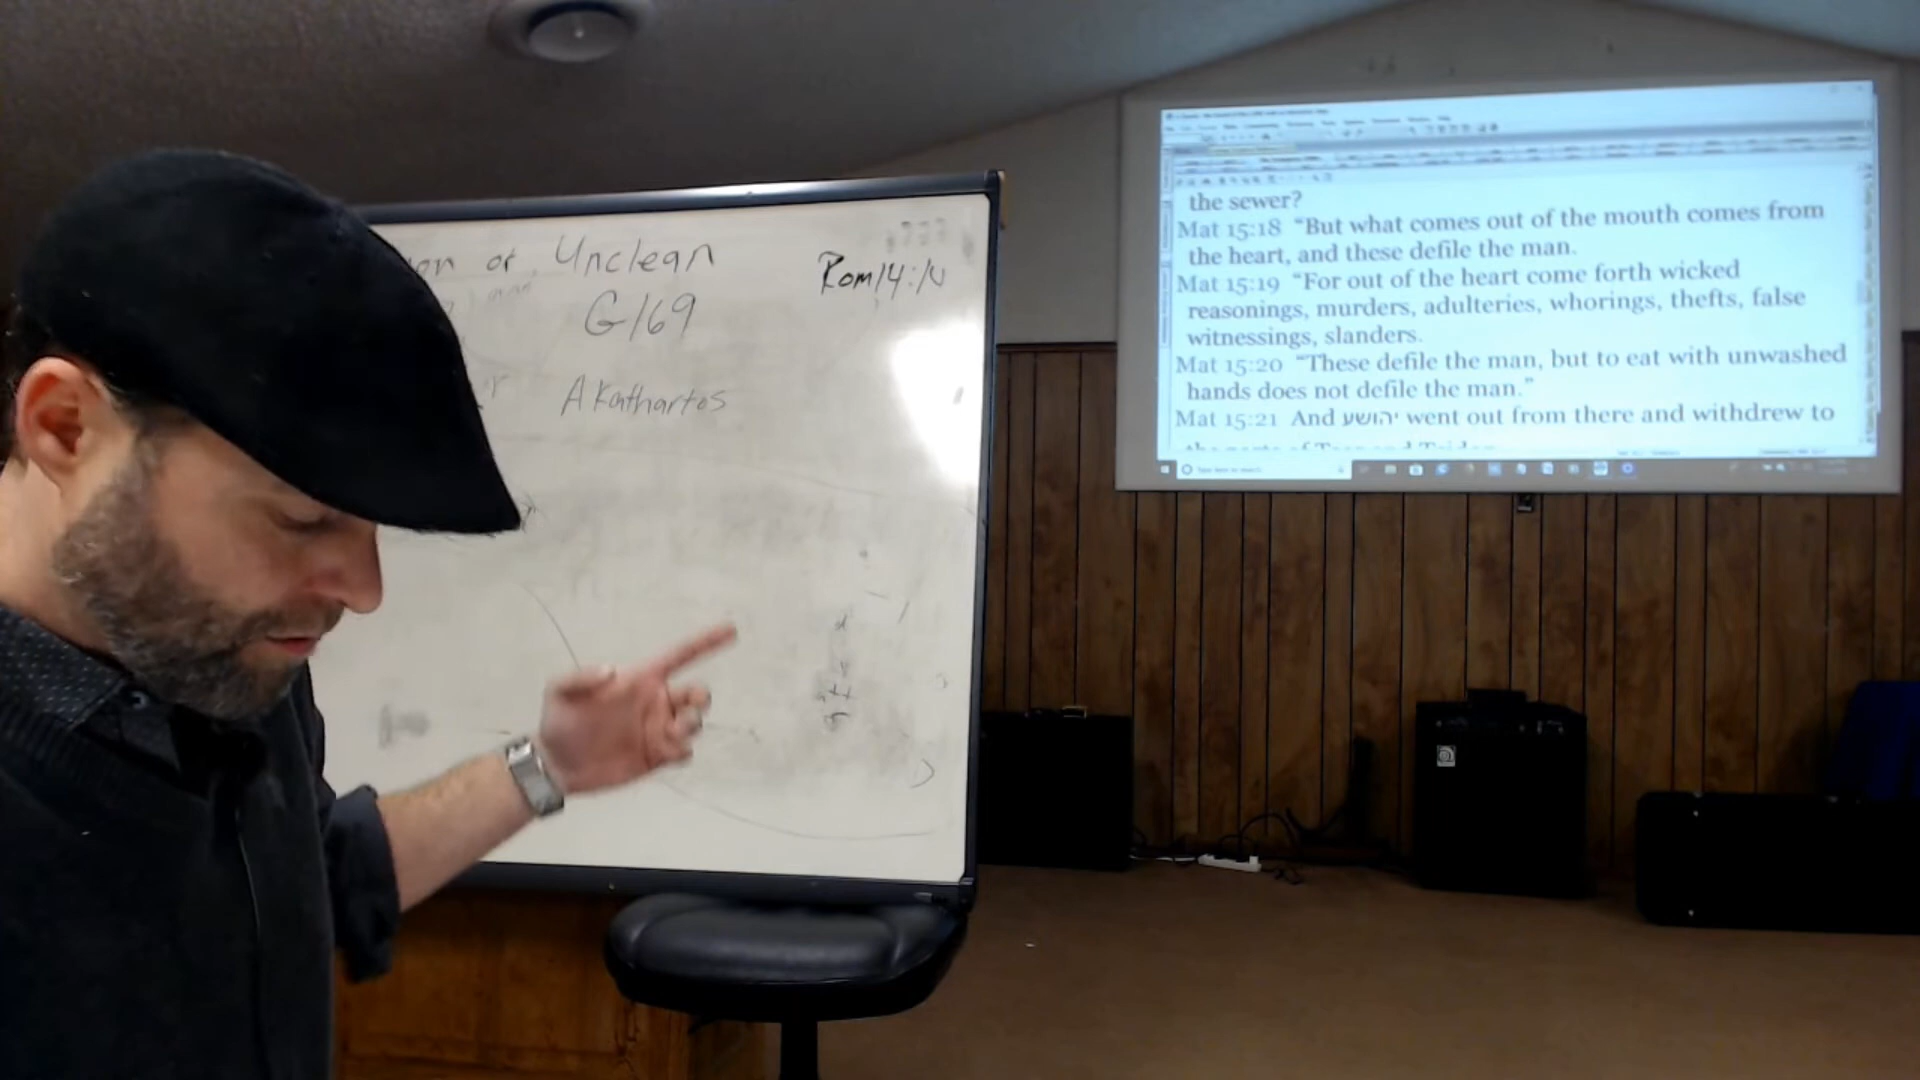 or Unclean
G169
Akathartos
Rom 14:14
the sewer?
Mat 15:18 “But what comes out of the mouth comes from
the heart, and these defile the man.
Mat 15:19 “For out of the heart come forth wicked
reasonings, murders, adulteries, whorings, thefts, false
witnessings, slanders.
Mat 15:20 “These defile the man, but to eat with unwashed
hands does not defile the man.”
Mat 15:21 And יהושע went out from there and withdrew to